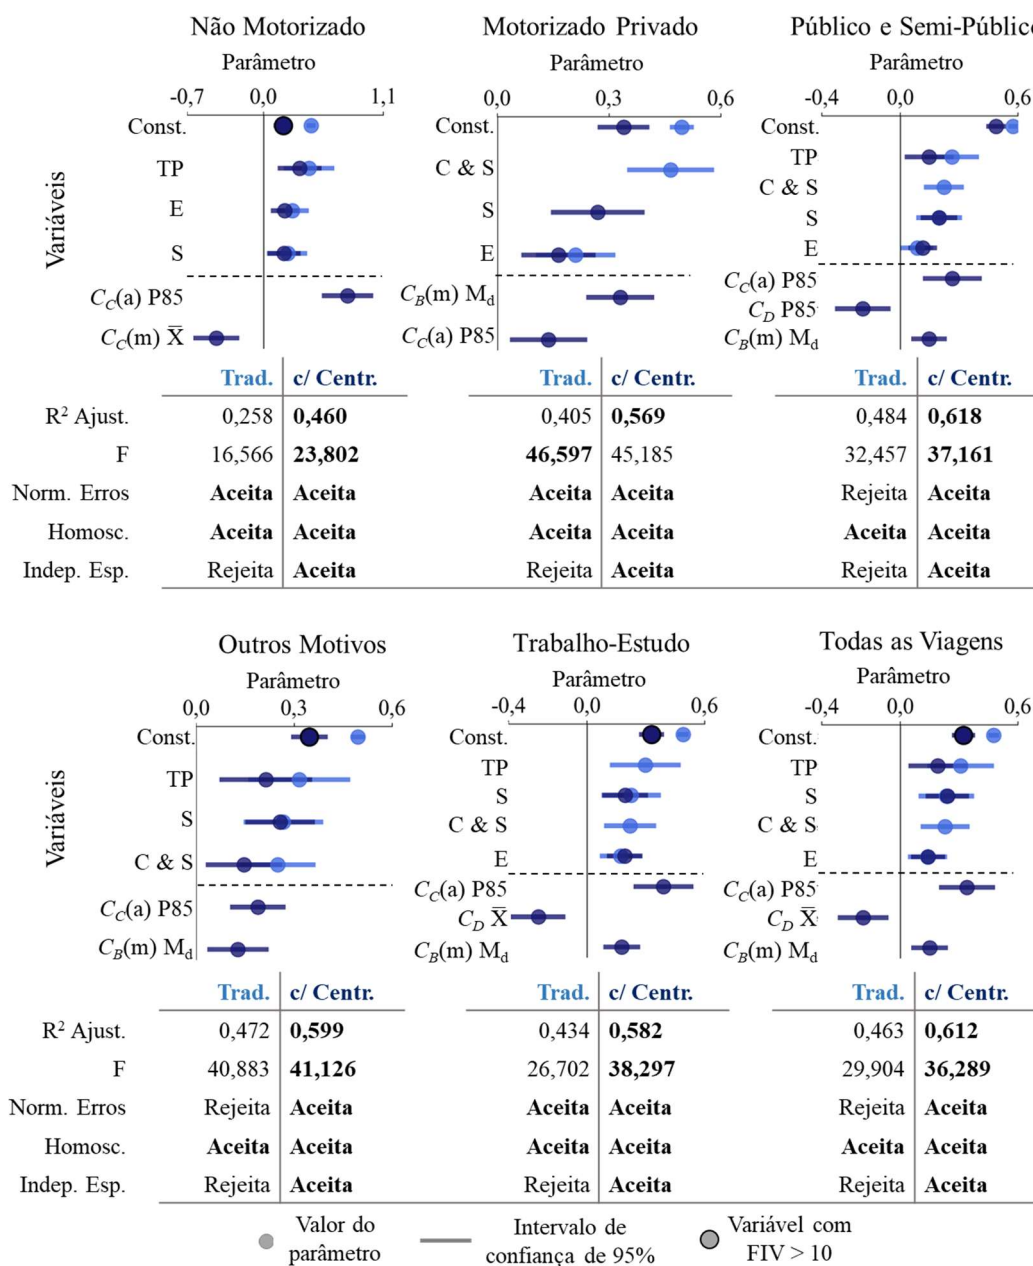 Não Motorizado
Motorizado Privado
Público e Semi-Público
Parâmetro
Parâmetro
Parâmetro
-0,7 0,0 1,1
0,0 0,3 0,6
-0,4 0,0 0,6
Variáveis
Const.
TP
E
S
C_C(a) P85
C_C(m) X̅
Const.
C & S
S
E
C_B(m) M_d
C_C(a) P85
Const.
TP
C & S
S
E
C_C(a) P85
C_D P85
C_B(m) M_d
Trad. c/ Centr. Trad. c/ Centr. Trad. c/ Centr.
R² Ajust. 0,258 0,460 0,405 0,569 0,484 0,618
F 16,566 23,802 46,597 45,185 32,457 37,161
Norm. Erros Aceita Aceita Aceita Aceita Rejeita Aceita
Homosc. Aceita Aceita Aceita Aceita Aceita Aceita
Indep. Esp. Rejeita Aceita Rejeita Aceita Rejeita Aceita
Outros Motivos
Trabalho-Estudo
Todas as Viagens
Parâmetro
Parâmetro
Parâmetro
0,0 0,3 0,6
-0,4 0,0 0,6
-0,4 0,0 0,6
Variáveis
Const.
TP
S
C & S
C_C(a) P85
C_B(m) M_d
Const.
TP
S
C & S
E
C_C(a) P85
C_D X̅
C_B(m) M_d
Const.
TP
S
C & S
E
C_C(a) P85
C_D X̅
C_B(m) M_d
Trad. c/ Centr. Trad. c/ Centr. Trad. c/ Centr.
R² Ajust. 0,472 0,599 0,434 0,582 0,463 0,612
F 40,883 41,126 26,702 38,297 29,904 36,289
Norm. Erros Rejeita Aceita Aceita Aceita Rejeita Aceita
Homosc. Aceita Aceita Aceita Aceita Aceita Aceita
Indep. Esp. Rejeita Aceita Rejeita Aceita Rejeita Aceita
Valor do
parâmetro
Intervalo de
confiança de 95%
Variável com
FIV > 10